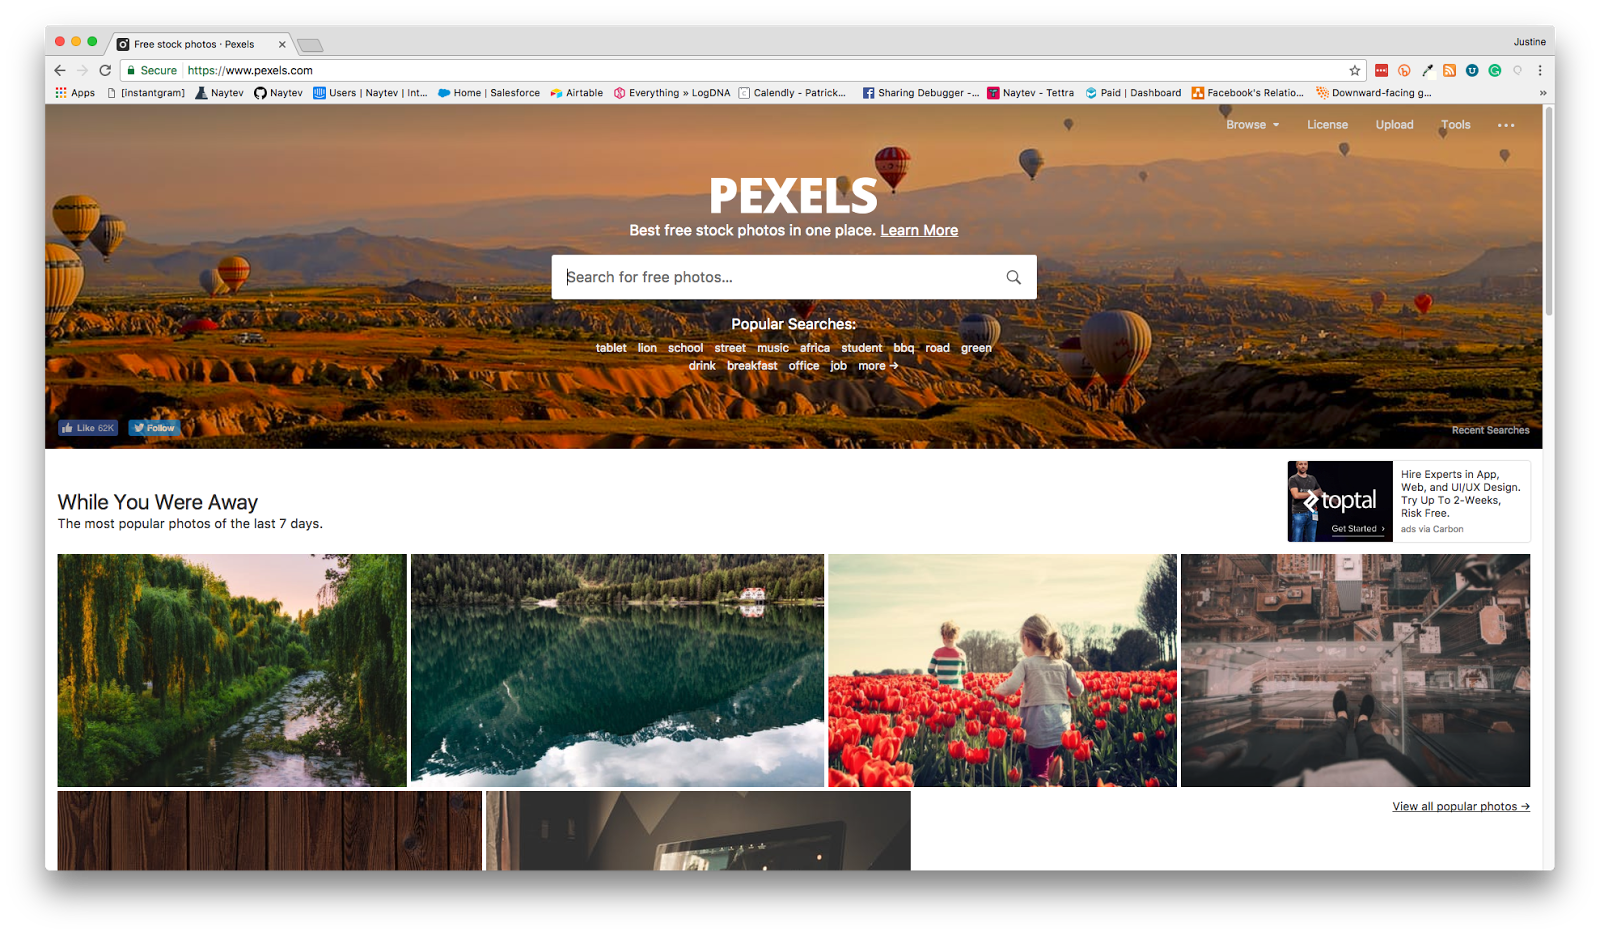 Free stock photos · Pexels
Justine
Secure https://www.pexels.com
Apps [instantgram] Naytev Naytev Users | Naytev | Int... Home | Salesforce Airtable Everything » LogDNA Calendly - Patrick... Sharing Debugger -... Naytev - Tettra Paid | Dashboard Facebook's Relatio... Downward-facing g... »
Browse License Upload Tools
PEXELS
Best free stock photos in one place. Learn More
Search for free photos...
Popular Searches:
tablet lion school street music africa student bbq road green
drink breakfast office job more →
Like 62K Follow
Recent Searches
While You Were Away
The most popular photos of the last 7 days.
toptal
Get Started ›
Hire Experts in App,
Web, and UI/UX Design.
Try Up To 2-Weeks,
Risk Free.
ads via Carbon
View all popular photos →